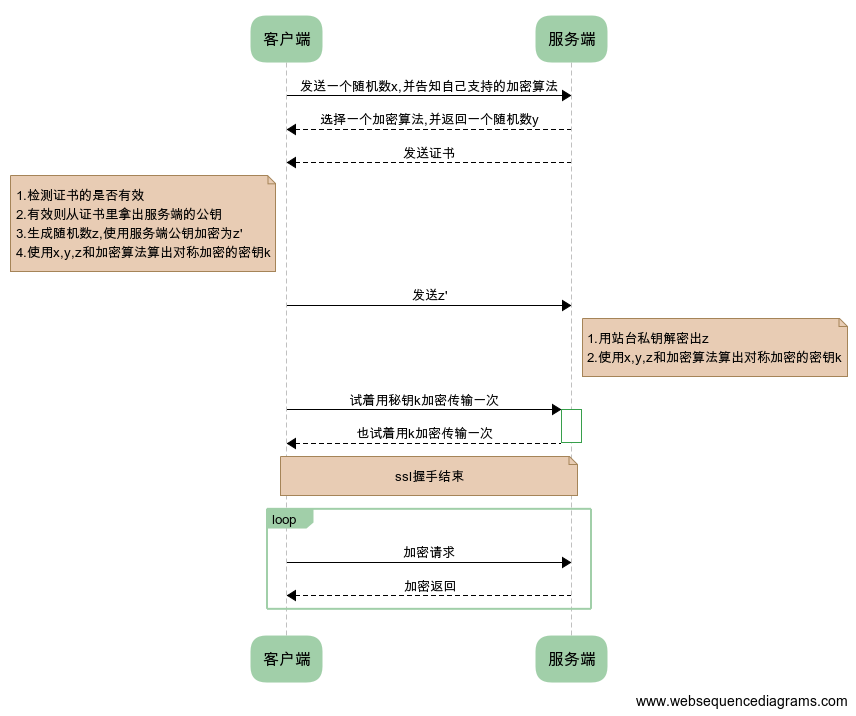 客户端
服务端
发送一个随机数x,并告知自己支持的加密算法
选择一个加密算法,并返回一个随机数y
发送证书
1.检测证书的是否有效
2.有效则从证书里拿出服务端的公钥
3.生成随机数z,使用服务端公钥加密为z'
4.使用x,y,z和加密算法算出对称加密的密钥k
发送z'
1.用站台私钥解密出z
2.使用x,y,z和加密算法算出对称加密的密钥k
试着用秘钥k加密传输一次
也试着用k加密传输一次
ssl握手结束
loop
加密请求
加密返回
客户端
服务端
www.websequencediagrams.com